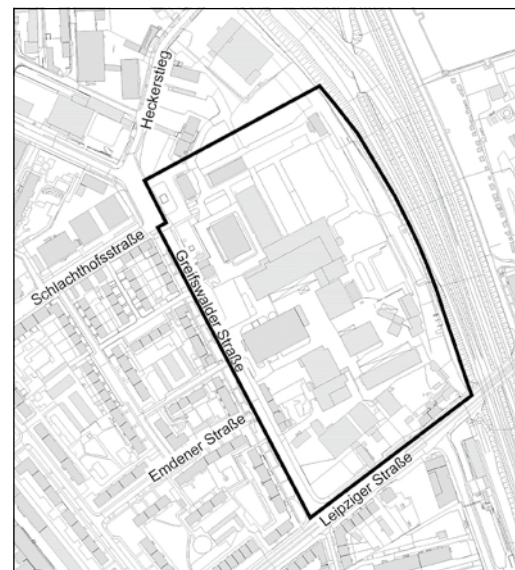 Heckerstieg
Schlachthofsstraße
Greifswalder Straße
Emdener Straße
Leipziger Straße